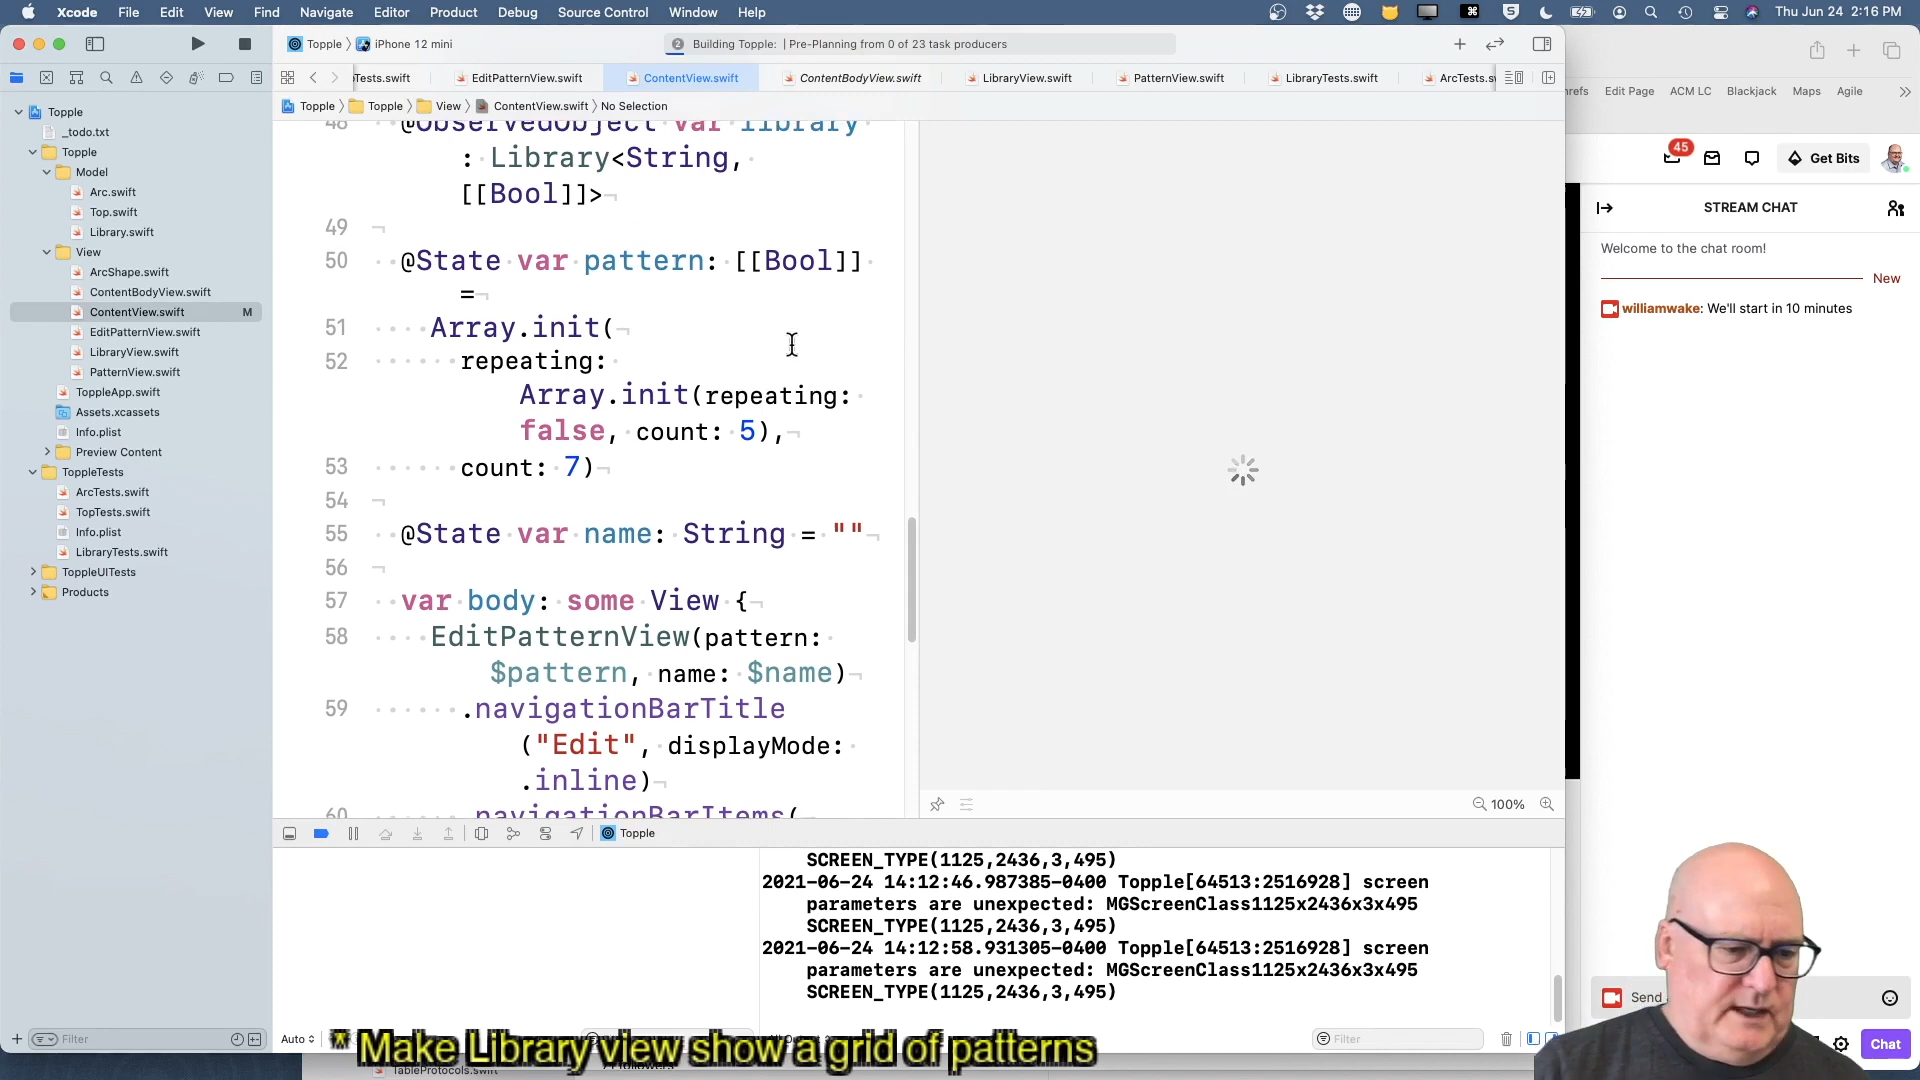 Xcode File Edit View Find Navigate Editor Product Debug Source Control Window Help Thu Jun 24 2:16 PM
Topple iPhone 12 mini 2 Building Topple: | Pre-Planning from 0 of 23 task producers
Tests.swift EditPatternView.swift ContentView.swift ContentBodyView.swift LibraryView.swift PatternView.swift LibraryTests.swift ArcTests.sw
Topple Topple View ContentView.swift No Selection
hrefs Edit Page ACM LC Blackjack Maps Agile
Topple
_todo.txt
Topple
Model
Arc.swift
Top.swift
Library.swift
View
ArcShape.swift
ContentBodyView.swift
ContentView.swift M
EditPatternView.swift
LibraryView.swift
PatternView.swift
ToppleApp.swift
Assets.xcassets
Info.plist
Preview Content
ToppleTests
ArcTests.swift
TopTests.swift
Info.plist
LibraryTests.swift
ToppleUITests
Products
Filter
48 @ObservedObject var library
: Library<String,
[[Bool]]>
49
50 @State var pattern: [[Bool]]
=
51 Array.init(
52 repeating:
Array.init(repeating:
false, count: 5),
53 count: 7)
54
55 @State var name: String = ""
56
57 var body: some View {
58 EditPatternView(pattern:
$pattern, name: $name)
59 .navigationBarTitle
("Edit", displayMode:
.inline)
60 .navigationBarItems(
100%
Topple
SCREEN_TYPE(1125,2436,3,495)
2021-06-24 14:12:46.987385-0400 Topple[64513:2516928] screen
parameters are unexpected: MGScreenClass1125x2436x3x495
SCREEN_TYPE(1125,2436,3,495)
2021-06-24 14:12:58.931305-0400 Topple[64513:2516928] screen
parameters are unexpected: MGScreenClass1125x2436x3x495
SCREEN_TYPE(1125,2436,3,495)
Auto Filter
* Make Library view show a grid of patterns
TableProtocols.swift
45 Get Bits
STREAM CHAT
Welcome to the chat room!
New
williamwake: We'll start in 10 minutes
Send
Chat